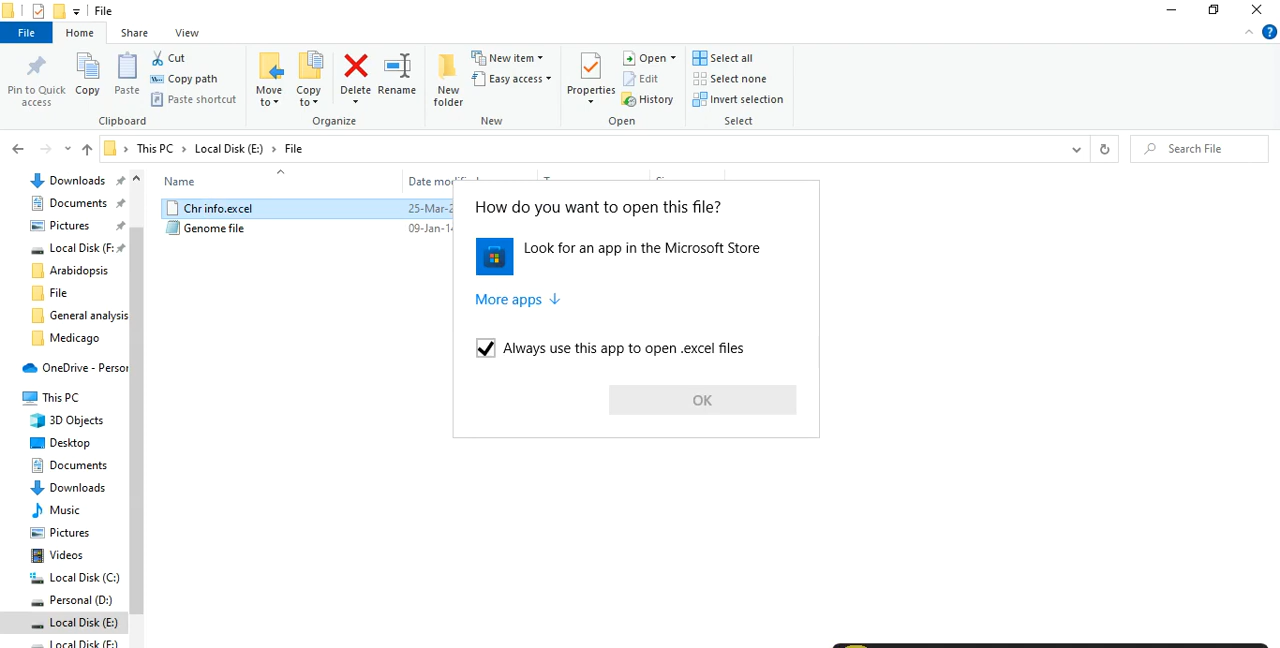 File
File Home Share View
Pin to Quick access
Copy
Paste
Cut
Copy path
Paste shortcut
Clipboard
Move to
Copy to
Delete
Rename
Organize
New folder
New item
Easy access
New
Properties
Open
Edit
History
Open
Select all
Select none
Invert selection
Select
This PC > Local Disk (E:) > File
Search File
Downloads
Documents
Pictures
Local Disk (F:
Arabidopsis
File
General analysis
Medicago
OneDrive - Person
This PC
3D Objects
Desktop
Documents
Downloads
Music
Pictures
Videos
Local Disk (C:)
Personal (D:)
Local Disk (E:)
Local Disk (F:)
Name Date
Chr info.excel 25-Mar-2
Genome file 09-Jan-14
How do you want to open this file?
Look for an app in the Microsoft Store
More apps
Always use this app to open .excel files
OK